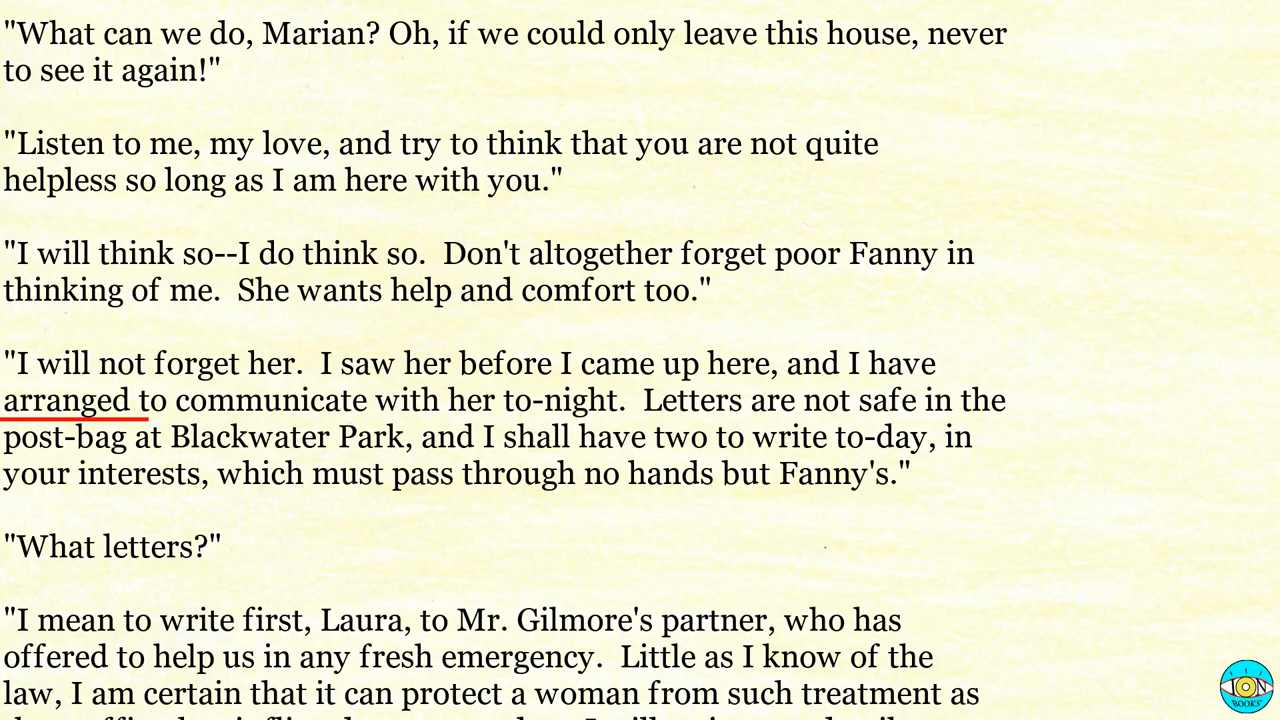 "What can we do, Marian? Oh, if we could only leave this house, never
to see it again!"
"Listen to me, my love, and try to think that you are not quite
helpless so long as I am here with you."
"I will think so--I do think so.  Don't altogether forget poor Fanny in
thinking of me.  She wants help and comfort too."
"I will not forget her.  I saw her before I came up here, and I have
arranged to communicate with her to-night.  Letters are not safe in the
post-bag at Blackwater Park, and I shall have two to write to-day, in
your interests, which must pass through no hands but Fanny's."
"What letters?"
"I mean to write first, Laura, to Mr. Gilmore's partner, who has
offered to help us in any fresh emergency.  Little as I know of the
law, I am certain that it can protect a woman from such treatment as
ION
BOOKS